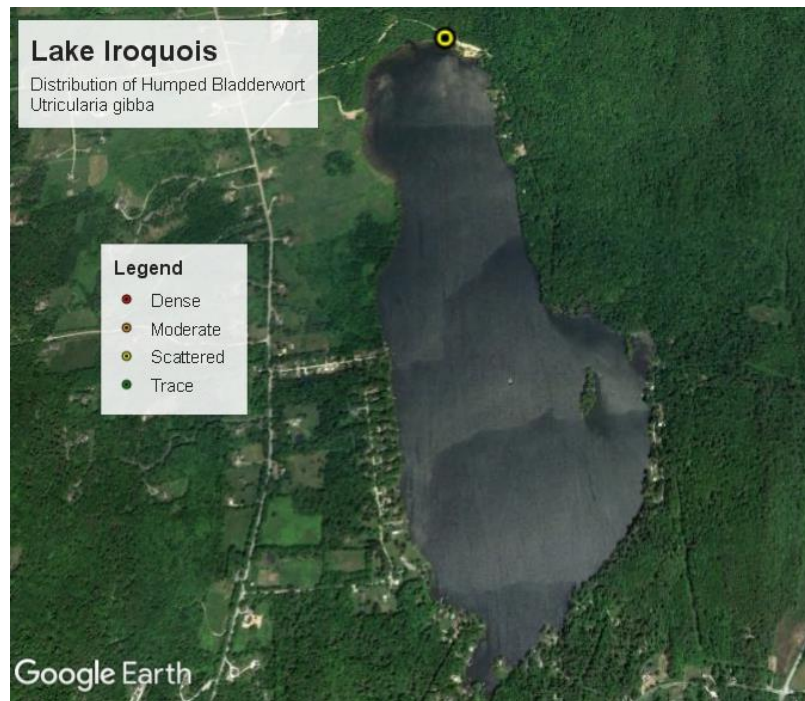 Lake Iroquois
Distribution of Humped Bladderwort
Utricularia gibba
Legend
Dense
Moderate
Scattered
Trace
Google Earth